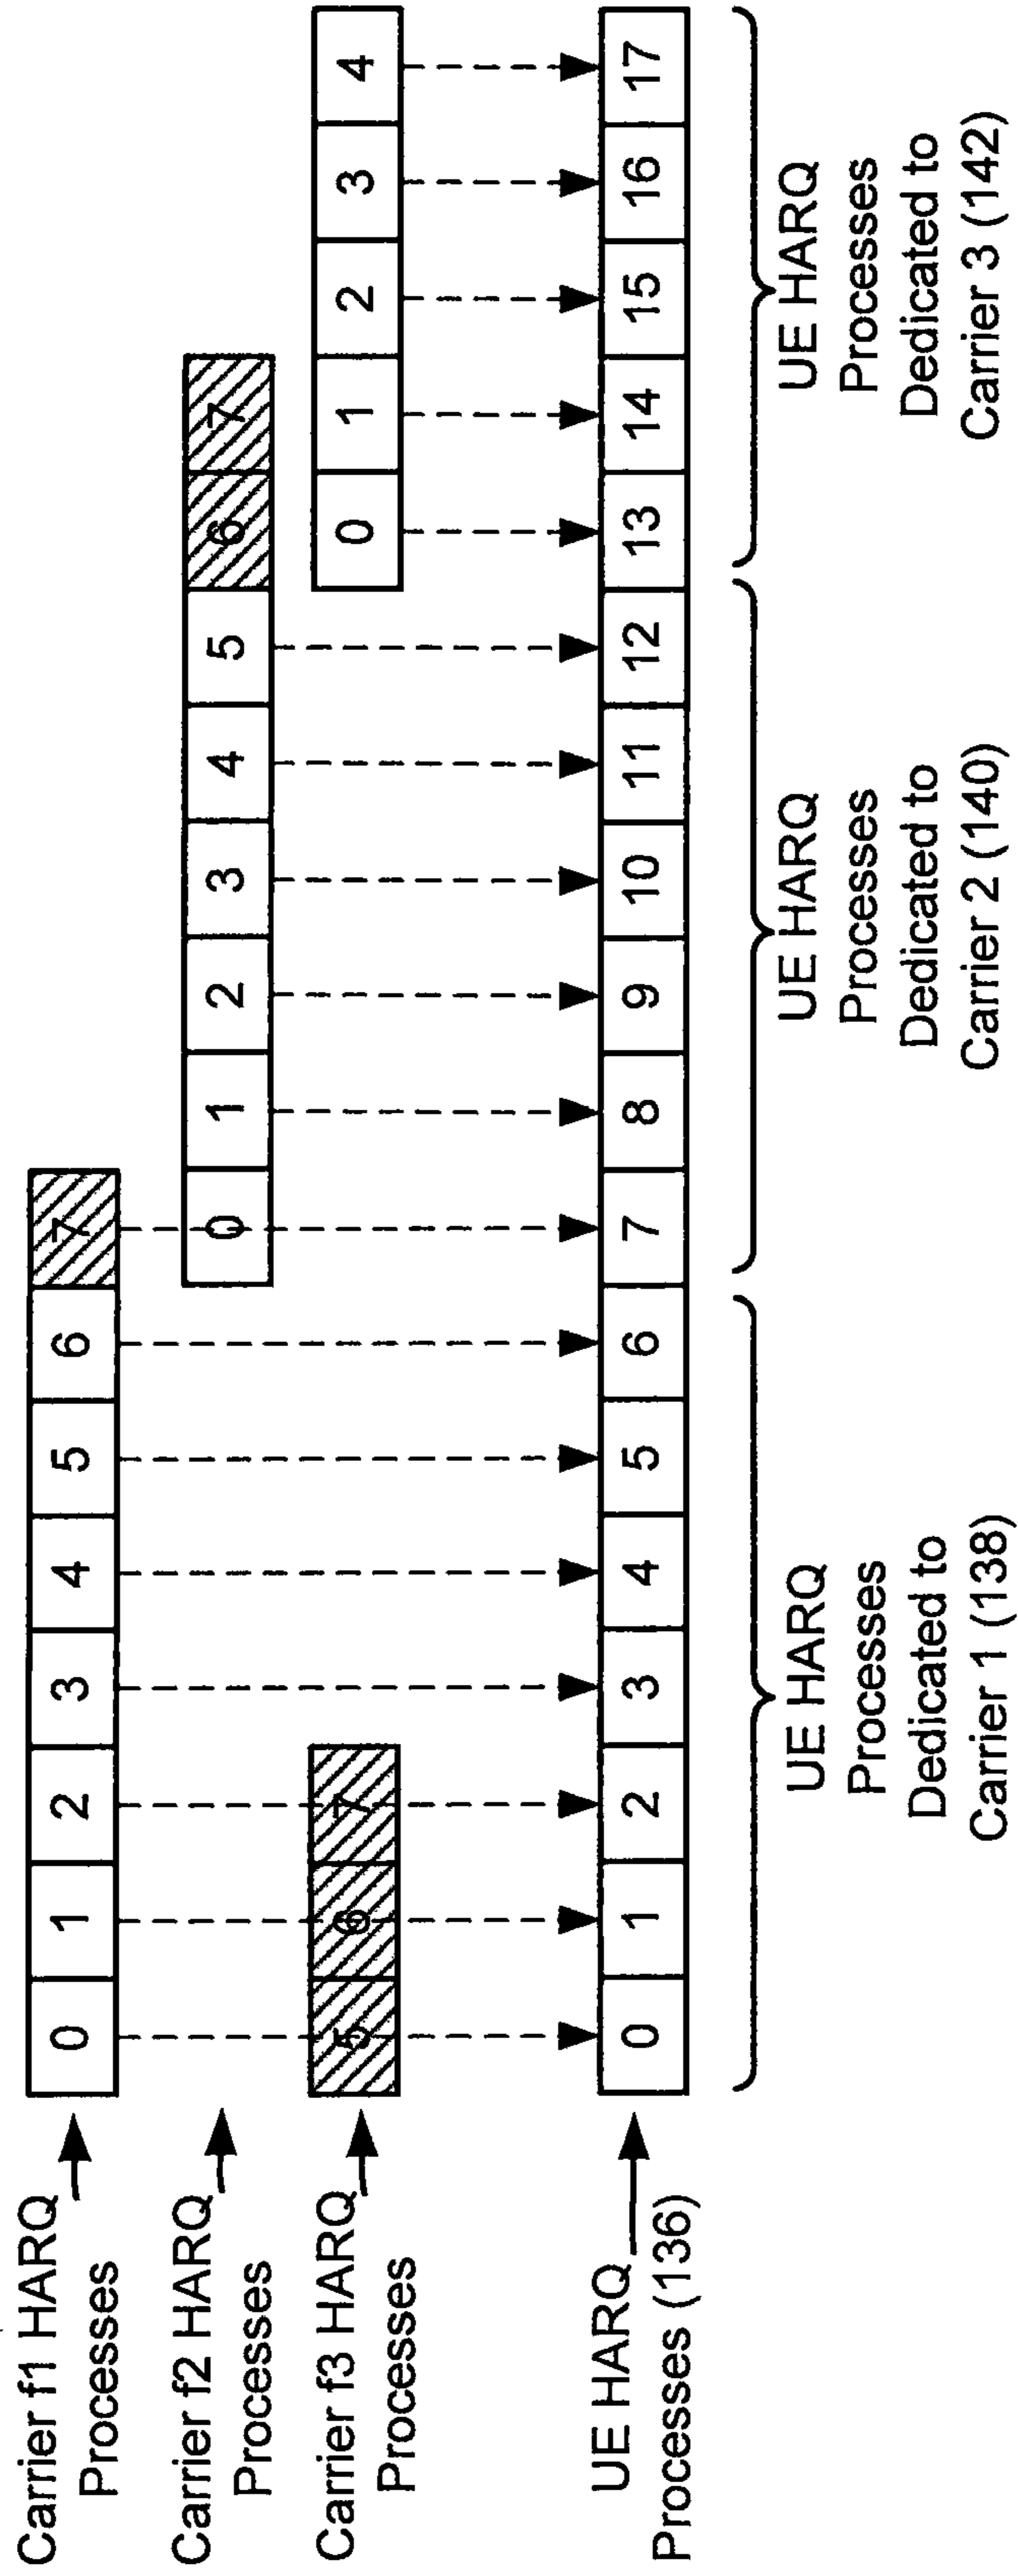 Carrier f1 HARQ
Processes
0 1 2 3 4 5 6 7
Carrier f2 HARQ
Processes
0 1 2 3 4 5 6 7
Carrier f3 HARQ
Processes
5 6 7 0 1 2 3 4
UE HARQ
Processes (136)
0 1 2 3 4 5 6 7 8 9 10 11 12 13 14 15 16 17
UE HARQ
Processes
Dedicated to
Carrier 1 (138)
UE HARQ
Processes
Dedicated to
Carrier 2 (140)
UE HARQ
Processes
Dedicated to
Carrier 3 (142)